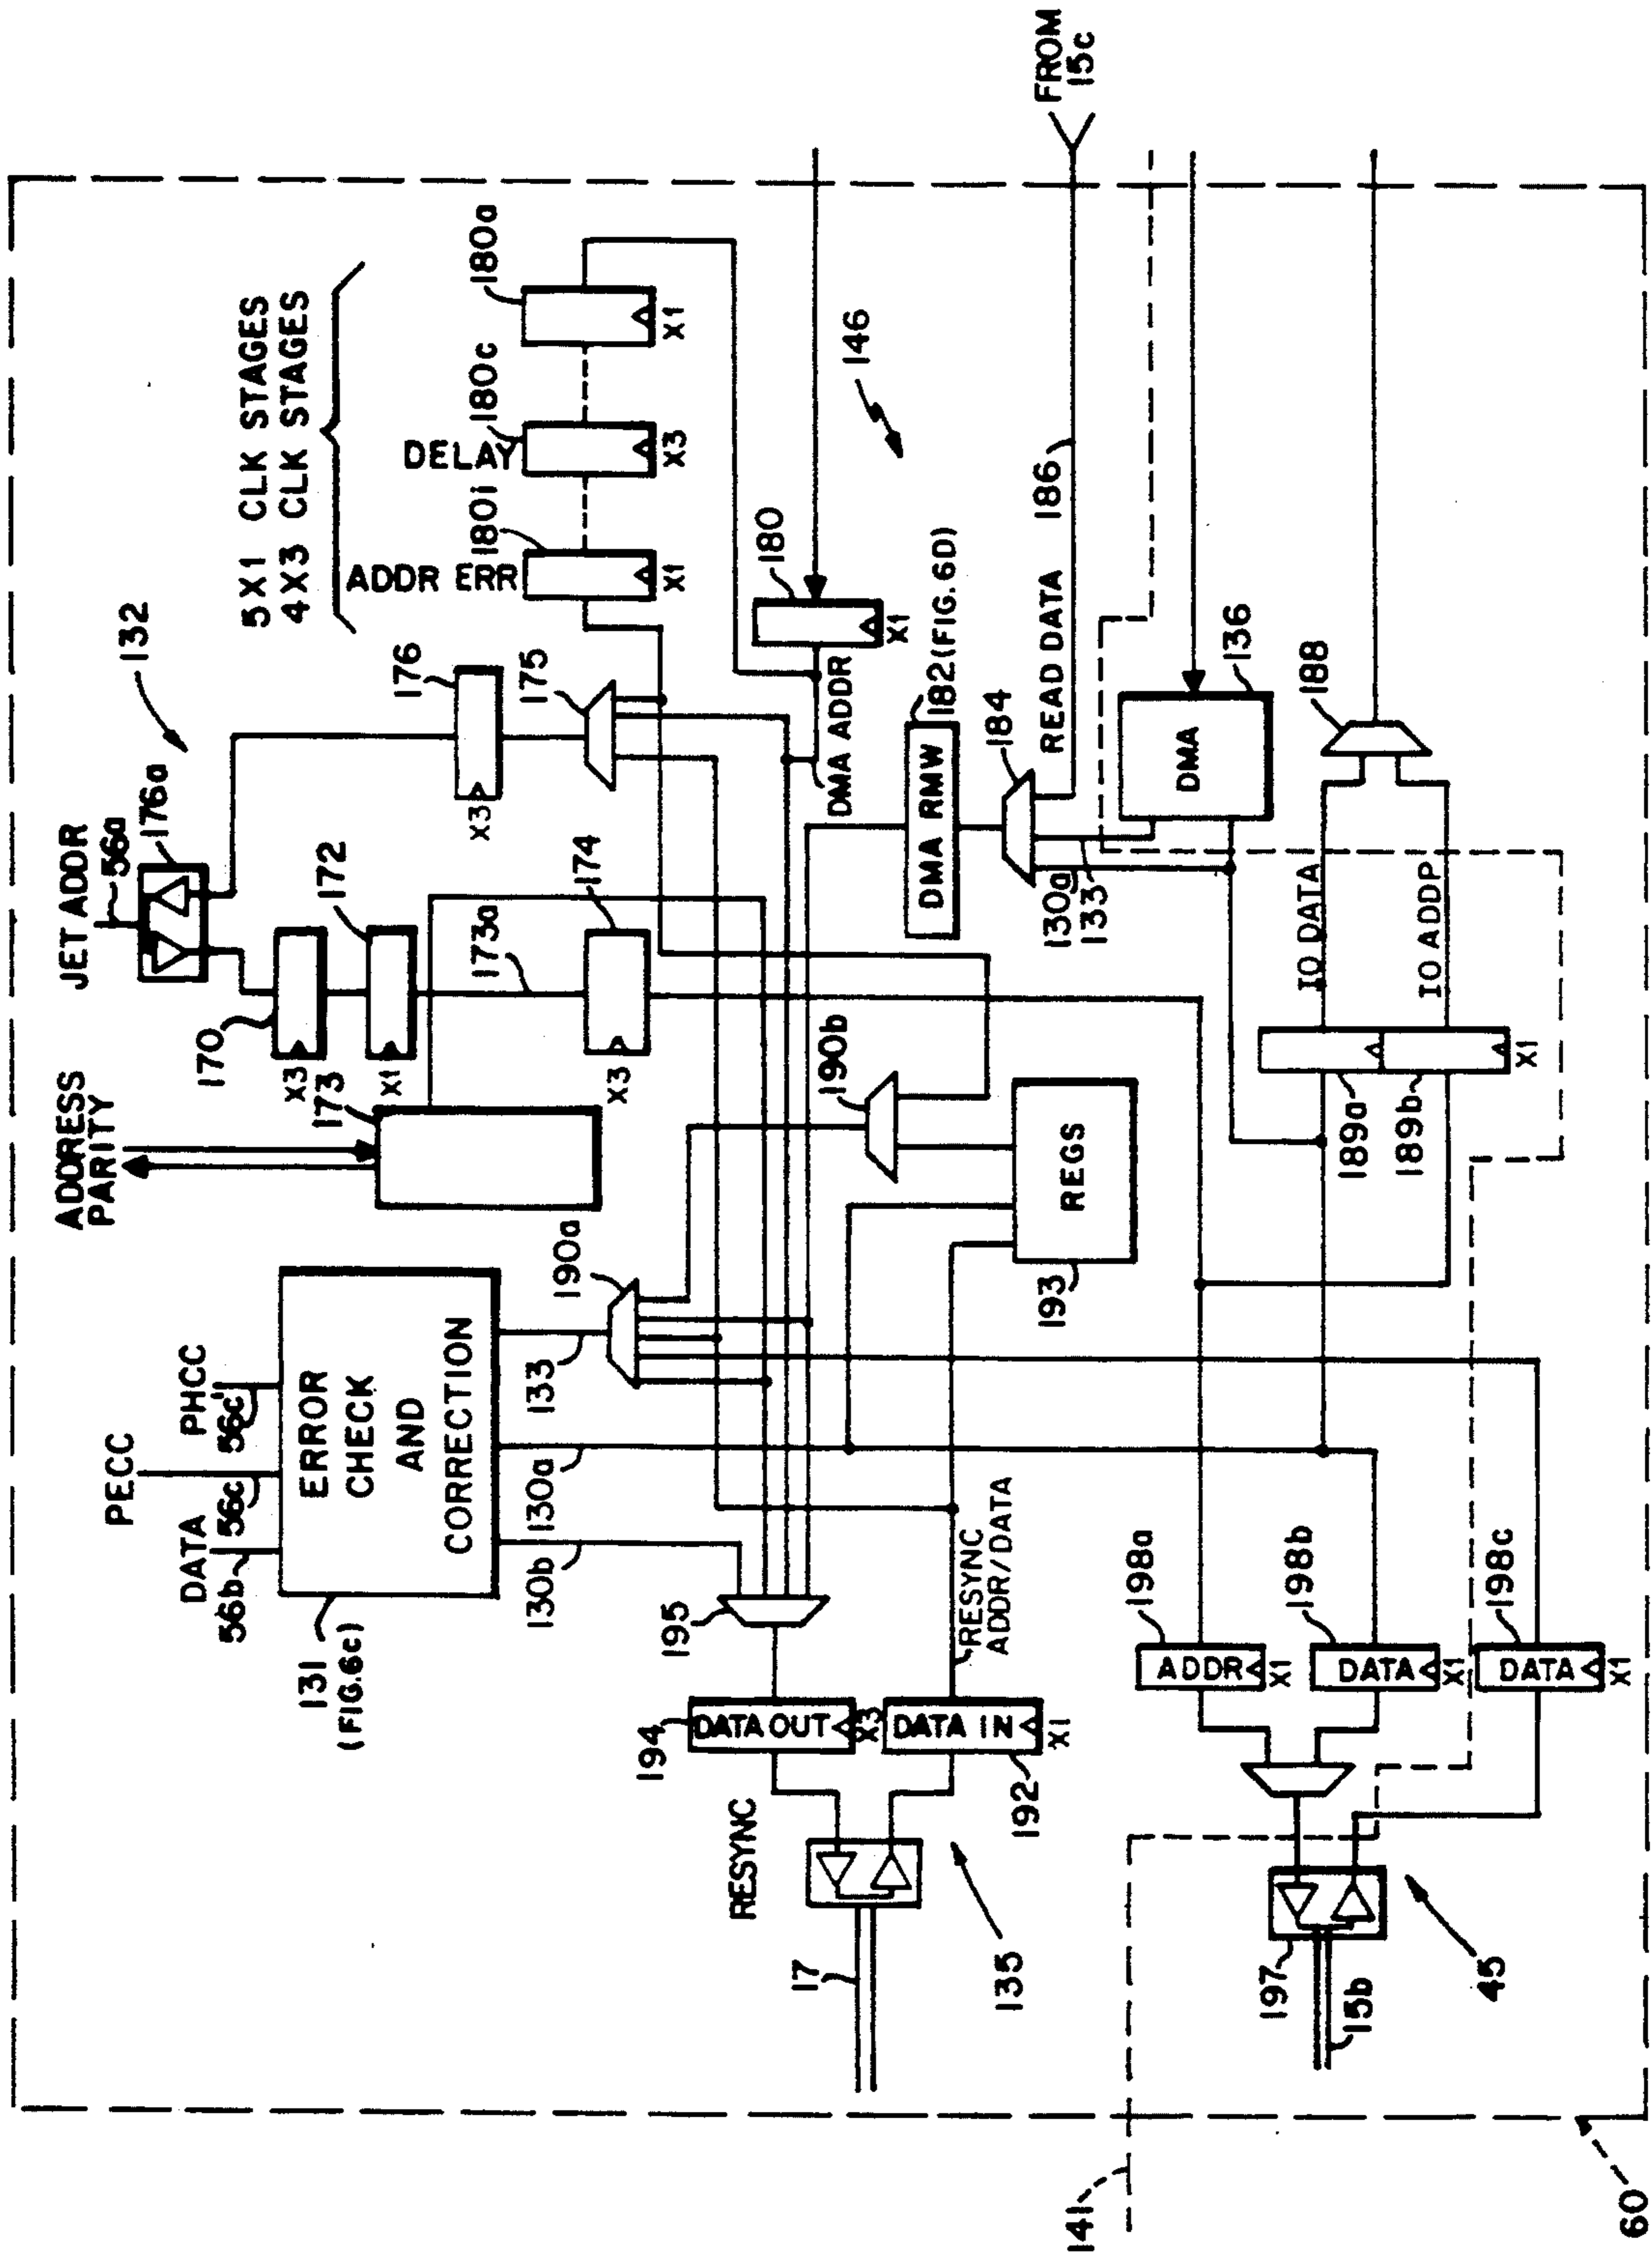 JET ADDR
56a
176a
132
5X1 CLK STAGES
4X3 CLK STAGES
ADDRESS
PARITY
170
X3
172
X1
173
173a
174
X3
176
X3
175
ADDR ERR
180i
X1
DELAY
180c
X3
180a
X1
PECC
PHCC
DATA
56b
56c
56c'
ERROR
CHECK
AND
CORRECTION
131
(FIG.6c)
130b
130a
133
190a
190b
195
DMA ADDR
180
X1
146
182(FIG.6D)
DMA RMW
184
READ DATA
186
FROM
15c
130a
133
RESYNC
194
DATA OUT
X3
DATA IN
X1
192
RESYNC
ADDR/DATA
17
135
REGS
193
DMA
136
188
IO DATA
IO ADDP
189a
189b
X1
198a
ADDR
X1
198b
DATA
X1
198c
DATA
X1
197
15b
45
141
60